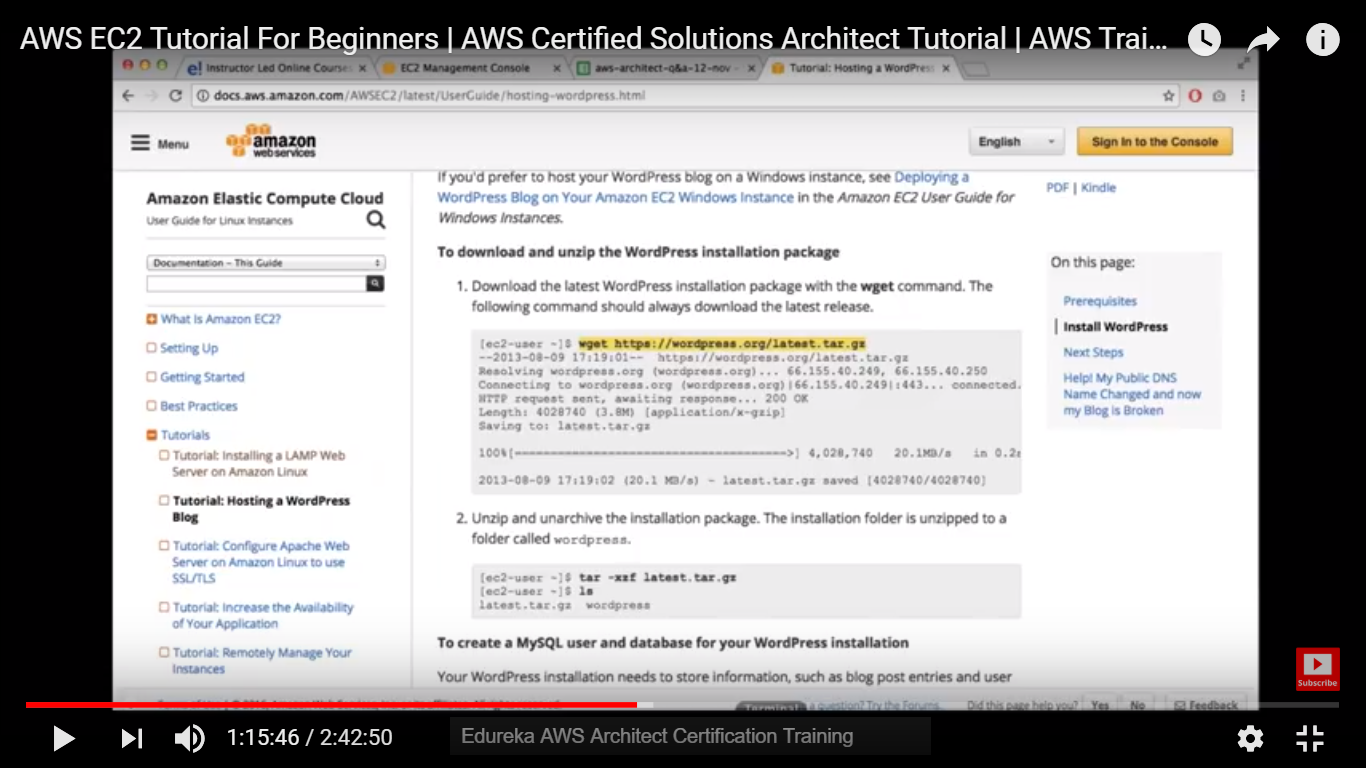 AWS EC2 Tutorial For Beginners | AWS Certified Solutions Architect Tutorial | AWS Trai...
e! Instructor Led Online Courses
EC2 Management Console
aws-architect-q&a-12-nov -
Tutorial: Hosting a WordPress
docs.aws.amazon.com/AWSEC2/latest/UserGuide/hosting-wordpress.html
Menu
amazon
webservices
English
Sign In to the Console
Amazon Elastic Compute Cloud
User Guide for Linux Instances
Documentation - This Guide
What Is Amazon EC2?
Setting Up
Getting Started
Best Practices
Tutorials
Tutorial: Installing a LAMP Web
Server on Amazon Linux
Tutorial: Hosting a WordPress
Blog
Tutorial: Configure Apache Web
Server on Amazon Linux to use
SSL/TLS
Tutorial: Increase the Availability
of Your Application
Tutorial: Remotely Manage Your
Instances
If you'd prefer to host your WordPress blog on a Windows instance, see Deploying a
WordPress Blog on Your Amazon EC2 Windows Instance in the Amazon EC2 User Guide for
Windows Instances.
To download and unzip the WordPress installation package
1. Download the latest WordPress installation package with the wget command. The
following command should always download the latest release.
[ec2-user ~]$ wget https://wordpress.org/latest.tar.gz
--2013-08-09 17:19:01-- https://wordpress.org/latest.tar.gz
Resolving wordpress.org (wordpress.org)... 66.155.40.249, 66.155.40.250
Connecting to wordpress.org (wordpress.org)|66.155.40.249|:443... connected.
HTTP request sent, awaiting response... 200 OK
Length: 4028740 (3.8M) [application/x-gzip]
Saving to: latest.tar.gz
100%[======================================>] 4,028,740 20.1MB/s in 0.2s
2013-08-09 17:19:02 (20.1 MB/s) - latest.tar.gz saved [4028740/4028740]
2. Unzip and unarchive the installation package. The installation folder is unzipped to a
folder called wordpress.
[ec2-user ~]$ tar -xzf latest.tar.gz
[ec2-user ~]$ ls
latest.tar.gz wordpress
To create a MySQL user and database for your WordPress installation
Your WordPress installation needs to store information, such as blog post entries and user
PDF | Kindle
On this page:
Prerequisites
Install WordPress
Next Steps
Help! My Public DNS
Name Changed and now
my Blog is Broken
Terminal
a question? Try the Forums.
Did this page help you?
Yes
No
Feedback
Subscribe
1:15:46 / 2:42:50
Edureka AWS Architect Certification Training